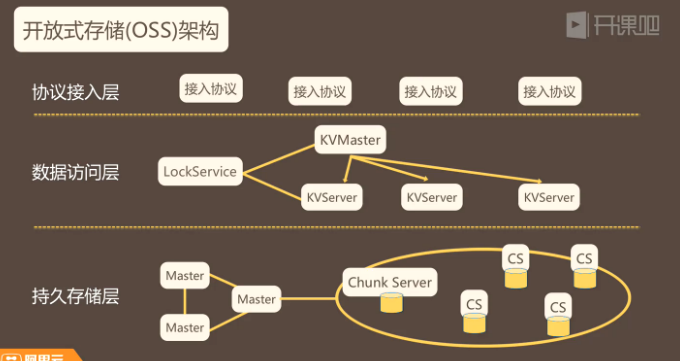 开放式存储(OSS)架构
开课吧
协议接入层
接入协议
接入协议
接入协议
接入协议
数据访问层
KVMaster
LockService
KVServer
KVServer
KVServer
持久存储层
Master
Master
Master
Chunk Server
CS
CS
CS
CS
阿里云